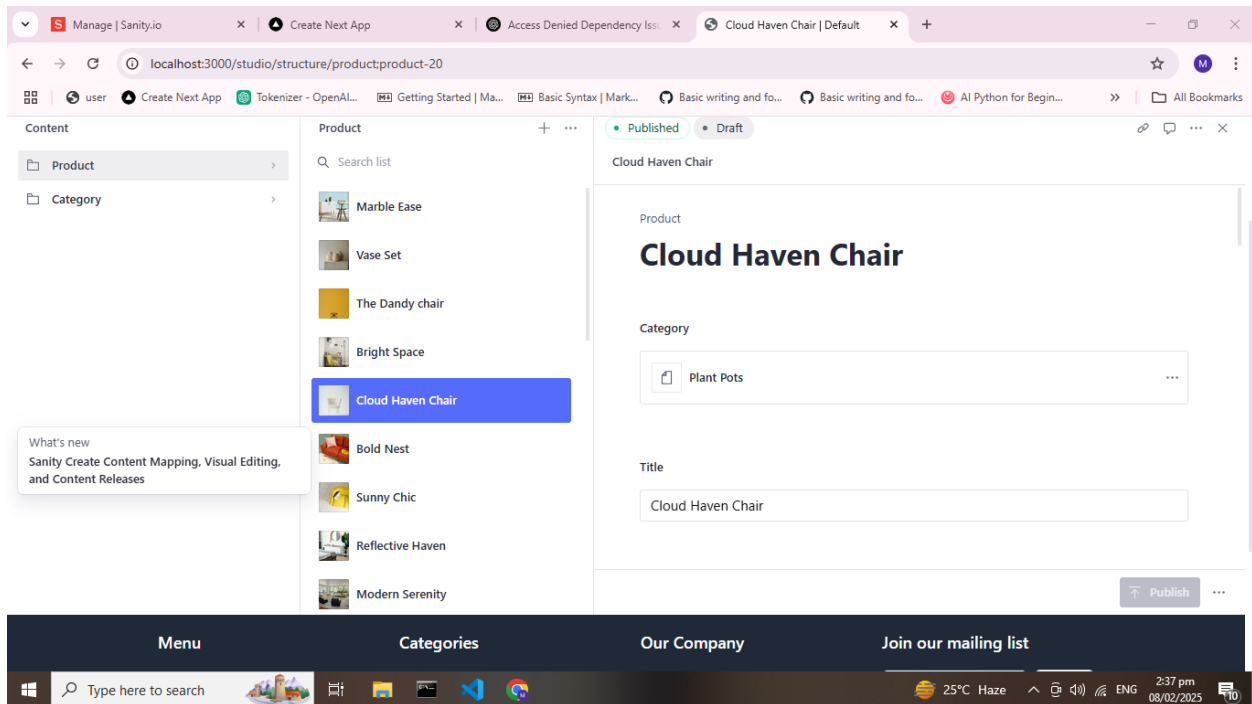 Manage | Sanity.io
Create Next App
Access Denied Dependency Iss
Cloud Haven Chair | Default
localhost:3000/studio/structure/product;product-20
M
user
Create Next App
Tokenizer - OpenAI...
Getting Started | Ma...
Basic Syntax | Mark...
Basic writing and fo...
Basic writing and fo...
AI Python for Begin...
All Bookmarks
Content
Product
Category
What's new
Sanity Create Content Mapping, Visual Editing,
and Content Releases
Product
Search list
Marble Ease
Vase Set
The Dandy chair
Bright Space
Cloud Haven Chair
Bold Nest
Sunny Chic
Reflective Haven
Modern Serenity
Published
Draft
Cloud Haven Chair
Product
Cloud Haven Chair
Category
Plant Pots
Title
Cloud Haven Chair
Publish
Menu
Categories
Our Company
Join our mailing list
Type here to search
25°C Haze
ENG
2:37 pm
08/02/2025
10